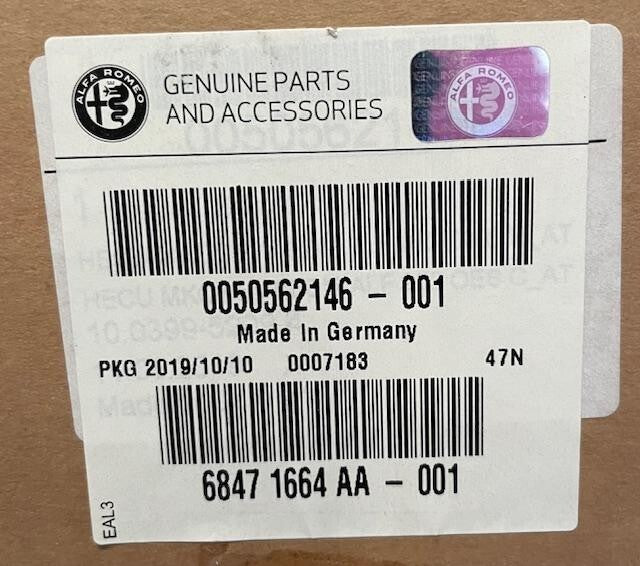 ALFA ROMEO
GENUINE PARTS
AND ACCESSORIES
ALFA ROMEO
0050562146 - 001
Made In Germany
PKG 2019/10/10 0007183 47N
6847 1664 AA - 001
EAL3